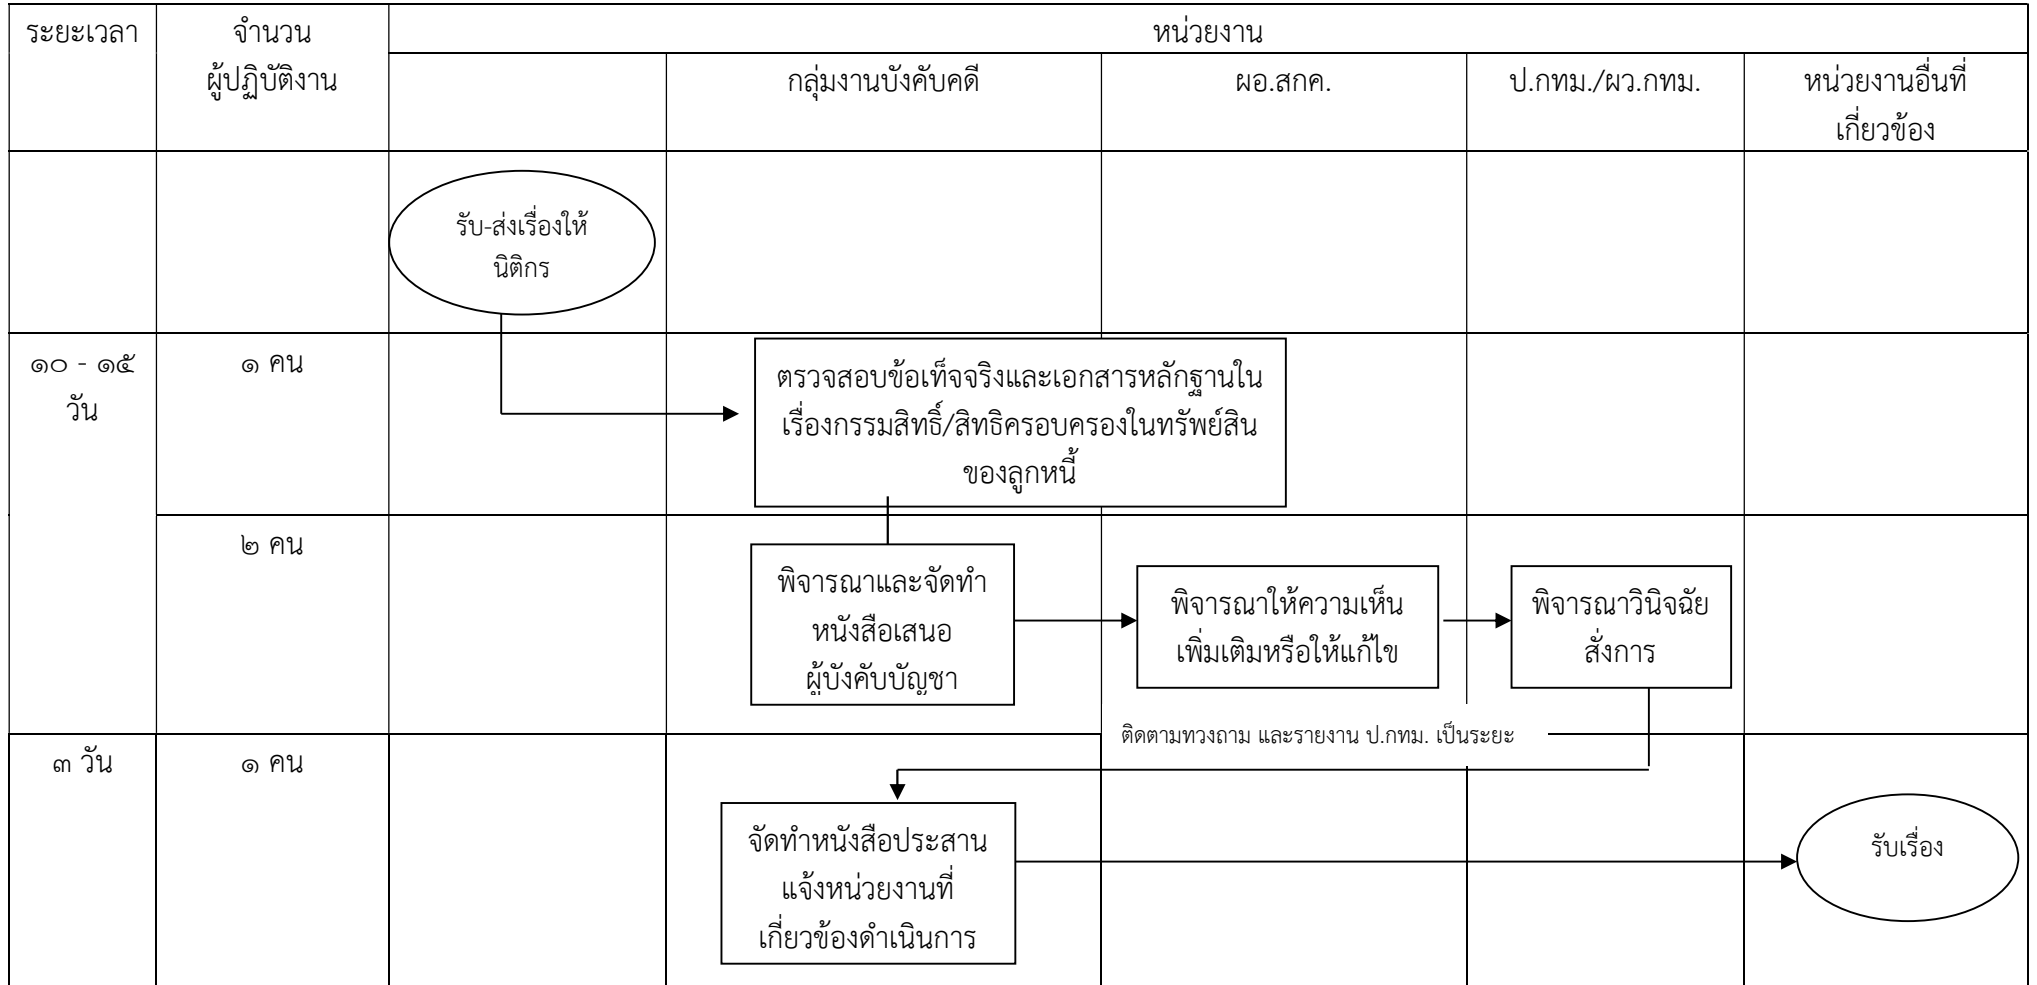 ระยะเวลา
จำนวน
ผู้ปฏิบัติงาน
หน่วยงาน
กลุ่มงานบังคับคดี
ผอ.สกค.
ป.กทม./ผว.กทม.
หน่วยงานอื่นที่
เกี่ยวข้อง
รับ-ส่งเรื่องให้
นิติกร
๑๐ - ๑๕
วัน
๑ คน
ตรวจสอบข้อเท็จจริงและเอกสารหลักฐานใน
เรื่องกรรมสิทธิ์/สิทธิครอบครองในทรัพย์สิน
ของลูกหนี้
๒ คน
พิจารณาและจัดทำ
หนังสือเสนอ
ผู้บังคับบัญชา
พิจารณาให้ความเห็น
เพิ่มเติมหรือให้แก้ไข
พิจารณาวินิจฉัย
สั่งการ
ติดตามทวงถาม และรายงาน ป.กทม. เป็นระยะ
๓ วัน
๑ คน
จัดทำหนังสือประสาน
แจ้งหน่วยงานที่
เกี่ยวข้องดำเนินการ
รับเรื่อง